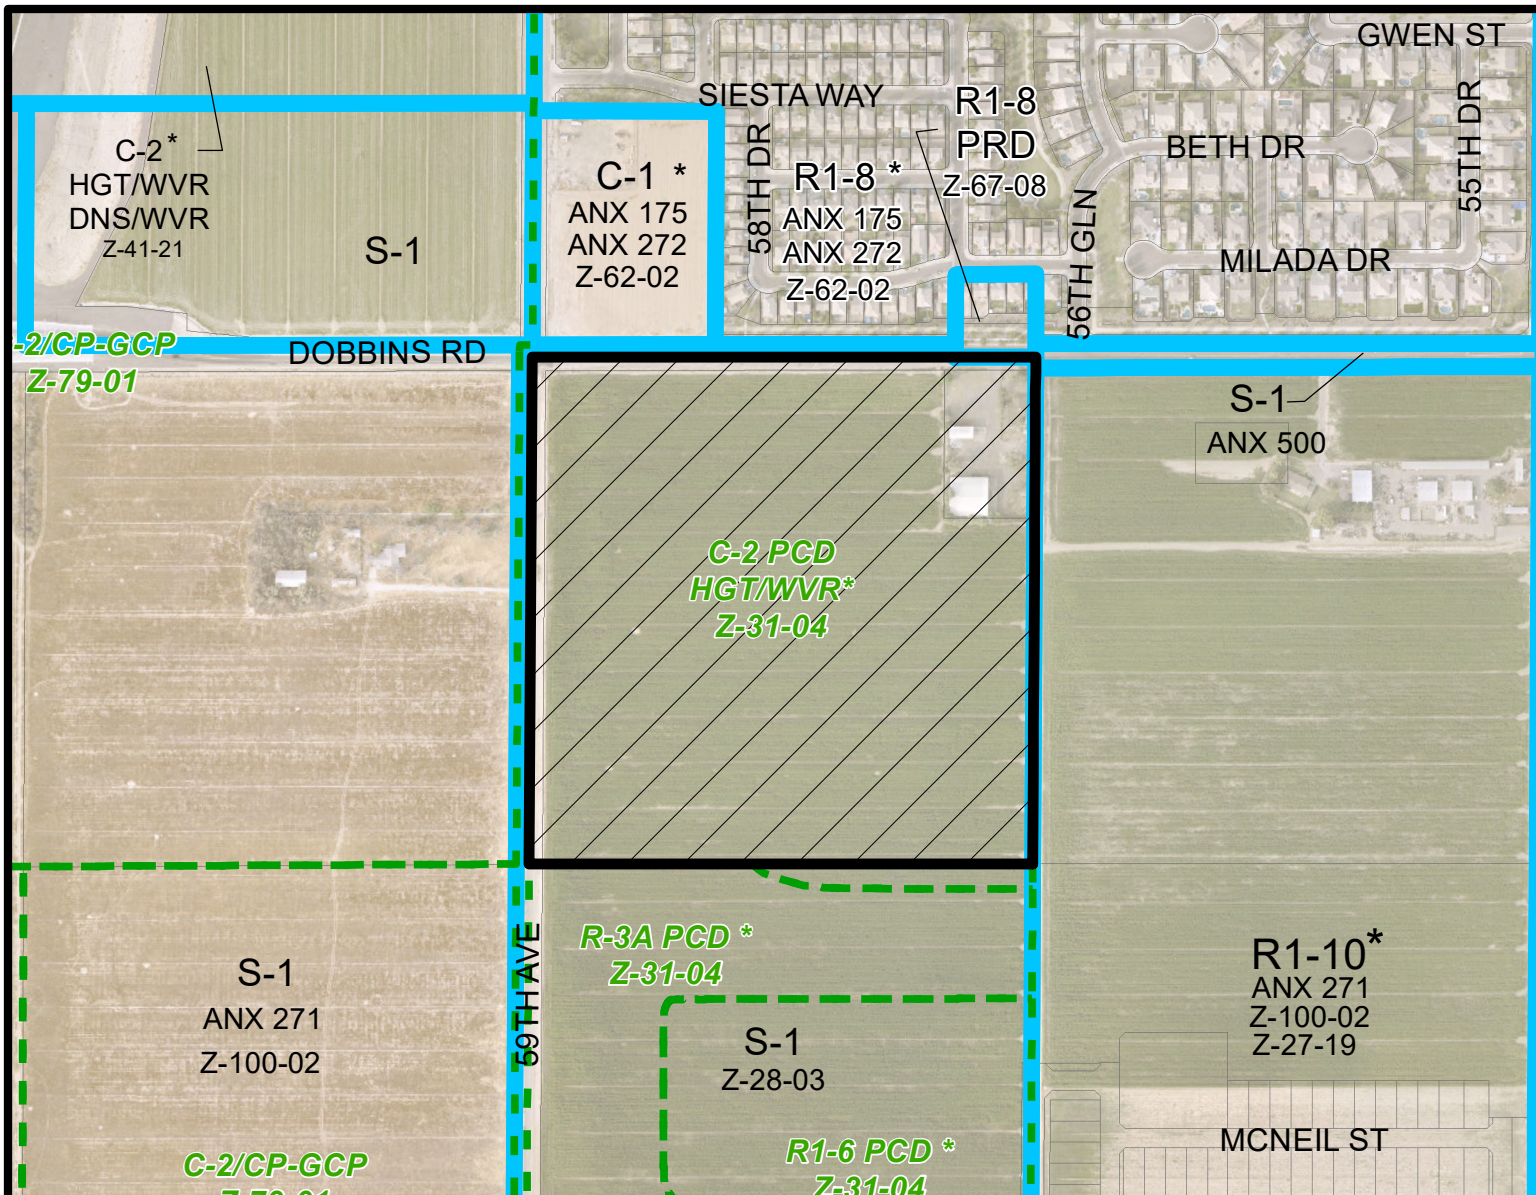 GWEN ST
SIESTA WAY
R1-8
PRD
Z-67-08
55TH DR
C-2*
HGT/WVR
DNS/WVR
Z-41-21
S-1
C-1 *
ANX 175
ANX 272
Z-62-02
58TH DR
R1-8 *
ANX 175
ANX 272
Z-62-02
BETH DR
56TH GLN
MILADA DR
-2/CP-GCP
Z-79-01
DOBBINS RD
S-1
ANX 500
C-2 PCD
HGT/WVR*
Z-31-04
59TH AVE
R-3A PCD *
Z-31-04
S-1
ANX 271
Z-100-02
S-1
Z-28-03
R1-10*
ANX 271
Z-100-02
Z-27-19
MCNEIL ST
C-2/CP-GCP
Z-79-01
R1-6 PCD *
Z-31-04